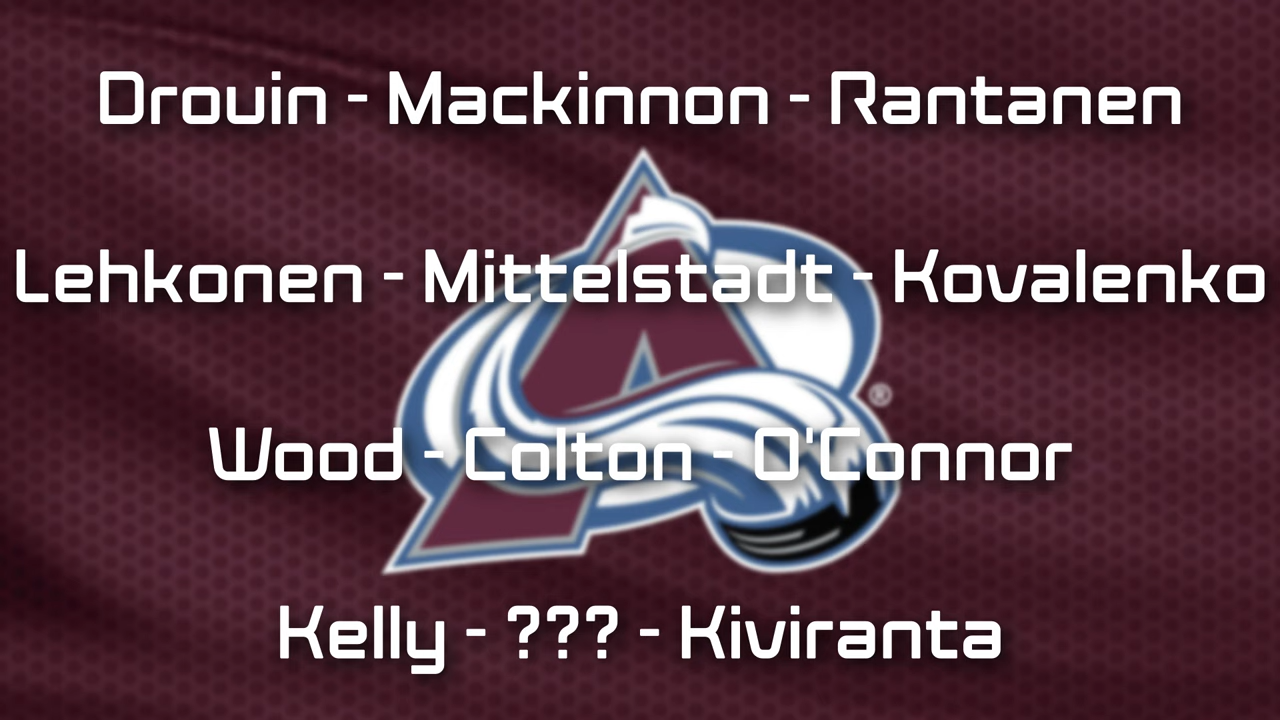 Drouin - Mackinnon - Rantanen
Lehkonen - Mittelstadt - Kovalenko
Wood - Colton - O'Connor
Kelly - ??? - Kiviranta
®